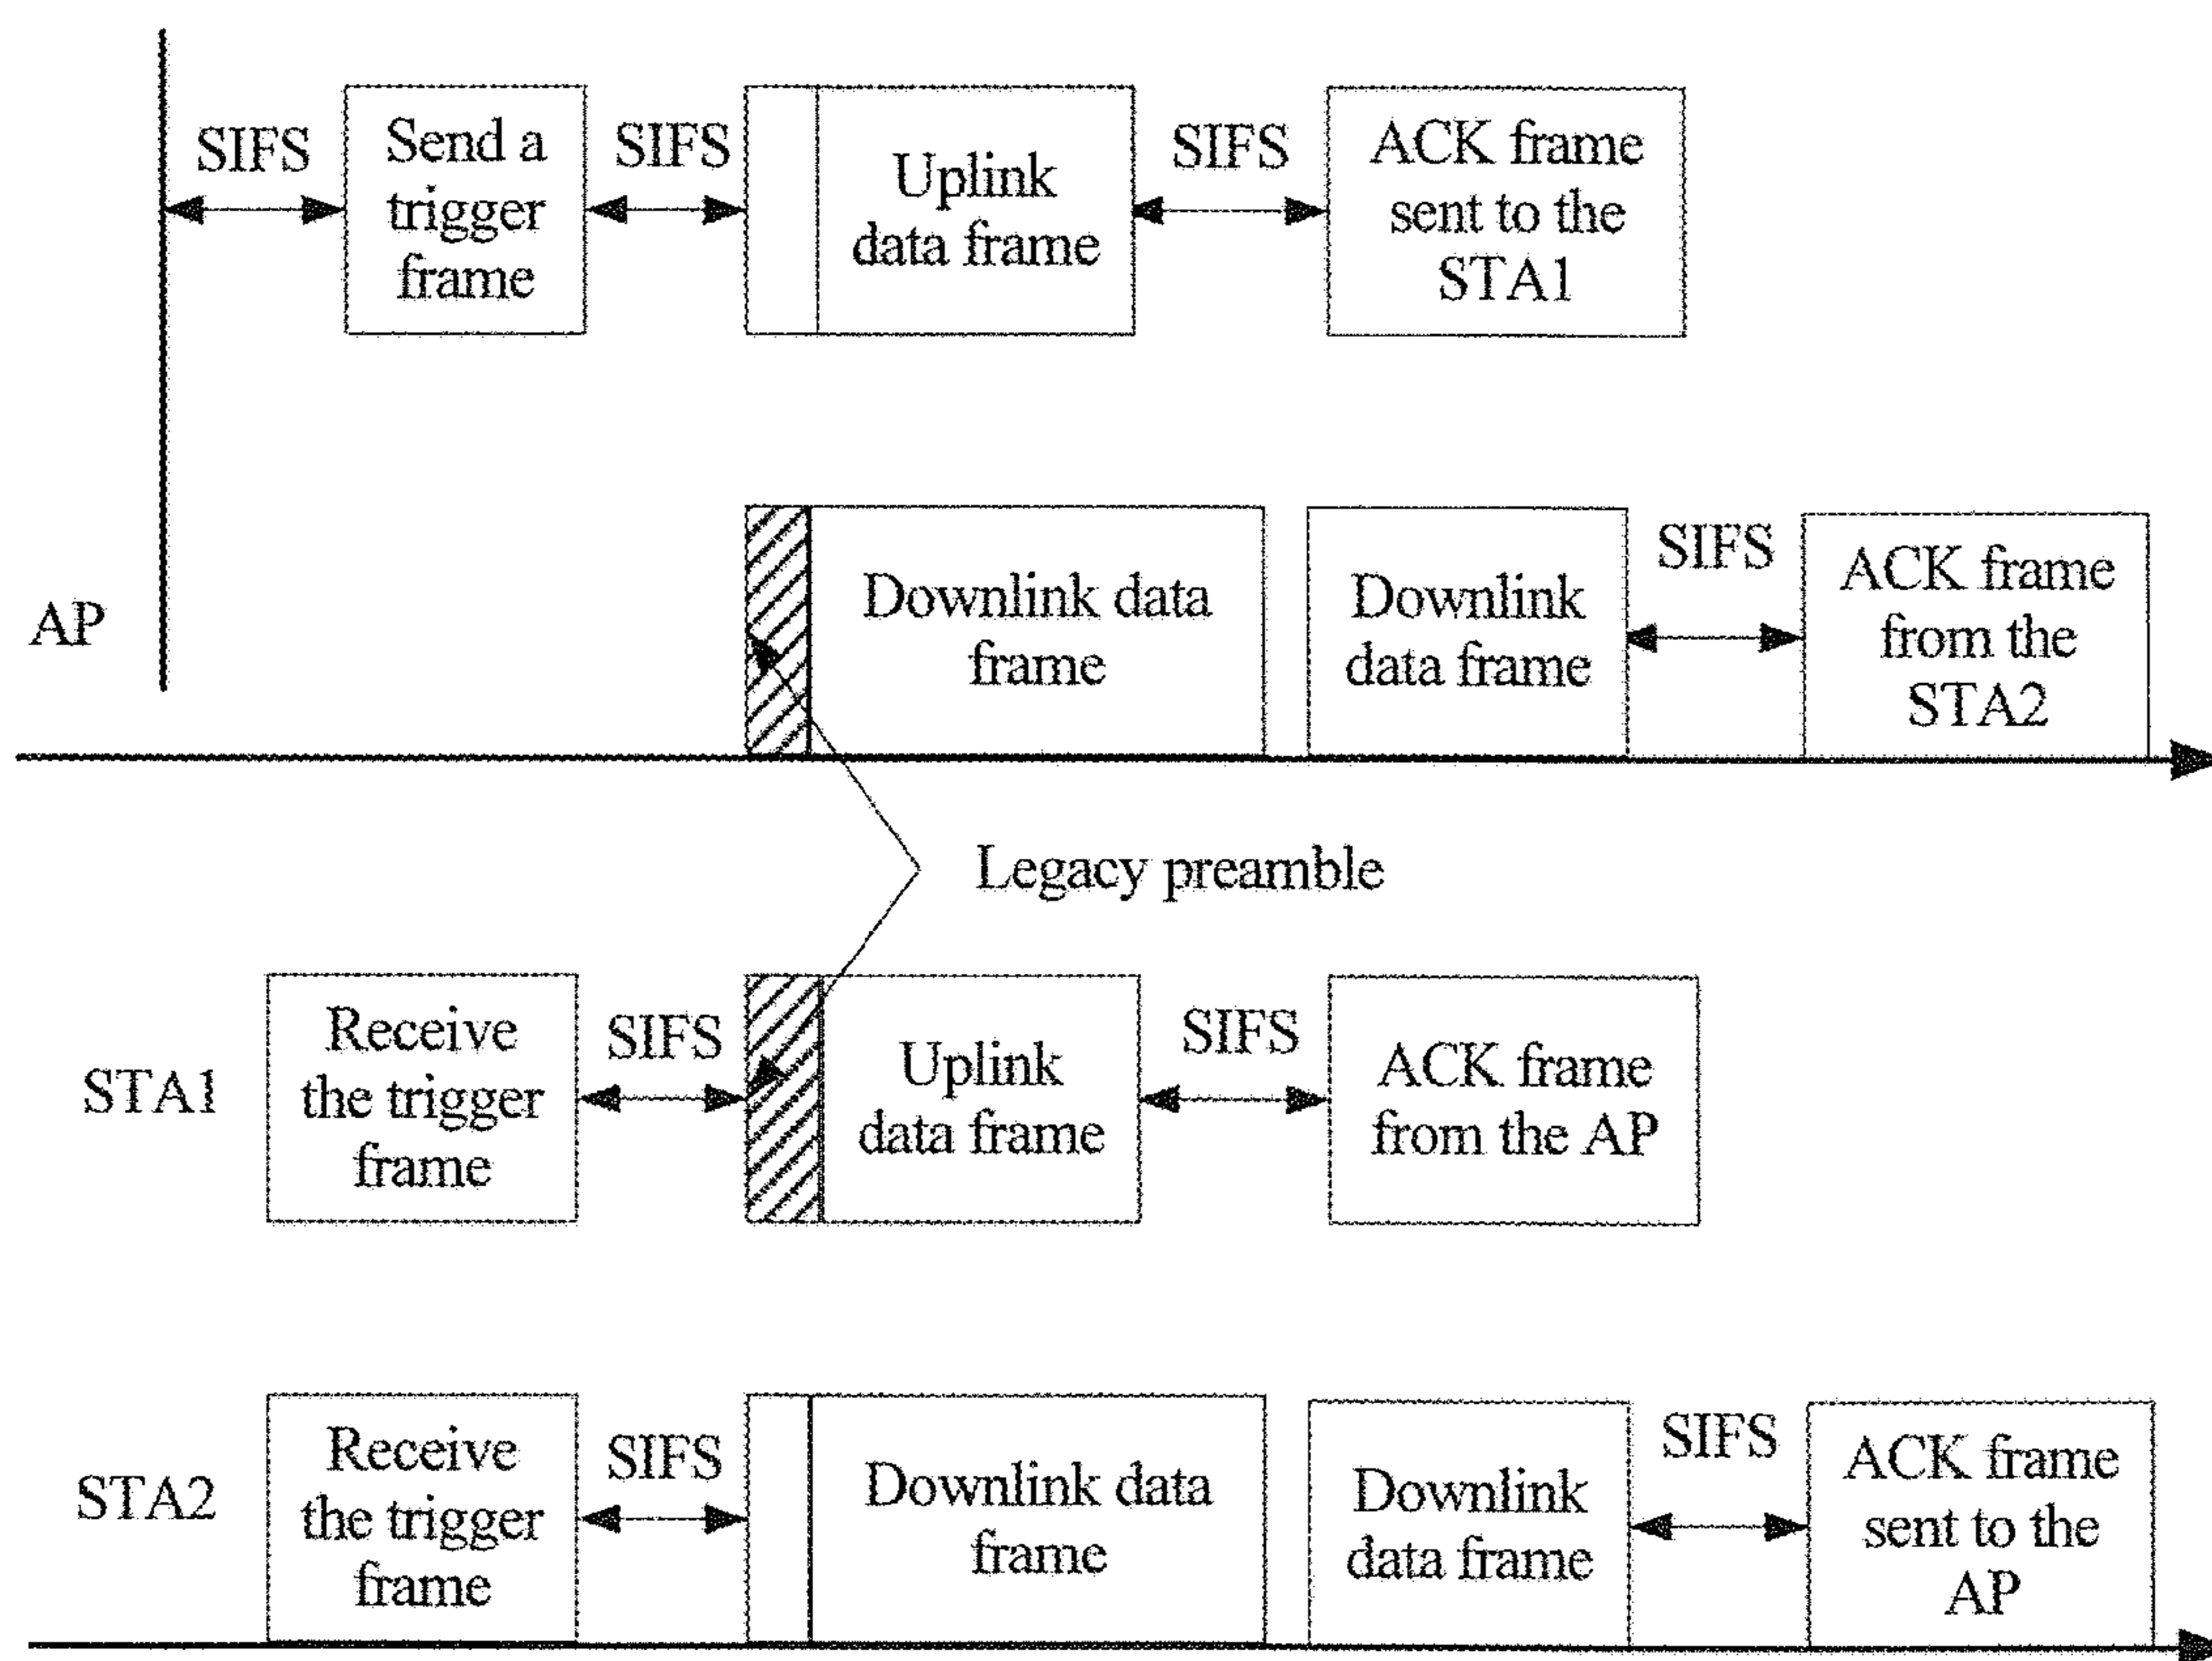 SIFS
Send a
trigger
frame
SIFS
Uplink
data frame
SIFS
ACK frame
sent to the
STA1
AP
Downlink data
frame
Downlink
data frame
SIFS
ACK frame
from the
STA2
Legacy preamble
STA1
Receive
the trigger
frame
SIFS
Uplink
data frame
SIFS
ACK frame
from the AP
STA2
Receive
the trigger
frame
SIFS
Downlink data
frame
Downlink
data frame
SIFS
ACK frame
sent to the
AP